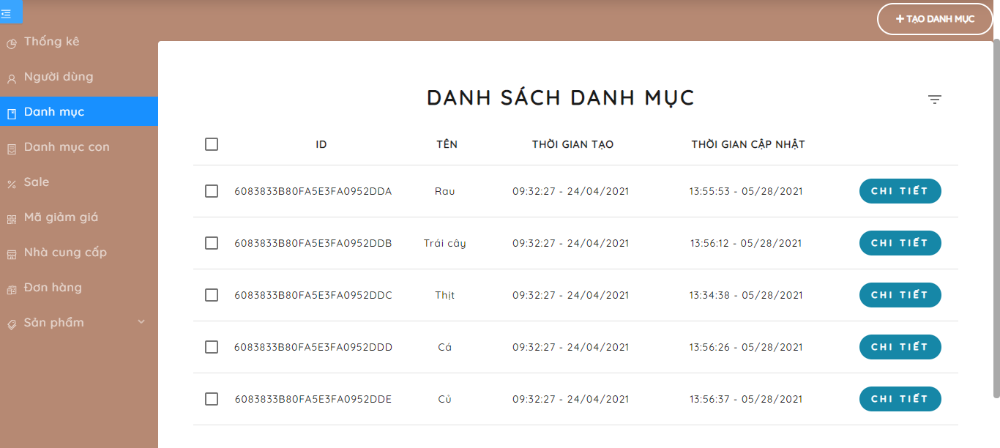 + TẠO DANH MỤC
Thống kê
Người dùng
Danh mục
Danh mục con
Sale
Mã giảm giá
Nhà cung cấp
Đơn hàng
Sản phẩm
DANH SÁCH DANH MỤC
ID TÊN THỜI GIAN TẠO THỜI GIAN CẬP NHẬT
6083833B80FA5E3FA0952DDA Rau 09:32:27 - 24/04/2021 13:55:53 - 05/28/2021 CHI TIẾT
6083833B80FA5E3FA0952DDB Trái cây 09:32:27 - 24/04/2021 13:56:12 - 05/28/2021 CHI TIẾT
6083833B80FA5E3FA0952DDC Thịt 09:32:27 - 24/04/2021 13:34:38 - 05/28/2021 CHI TIẾT
6083833B80FA5E3FA0952DDD Cá 09:32:27 - 24/04/2021 13:56:26 - 05/28/2021 CHI TIẾT
6083833B80FA5E3FA0952DDE Củ 09:32:27 - 24/04/2021 13:56:37 - 05/28/2021 CHI TIẾT